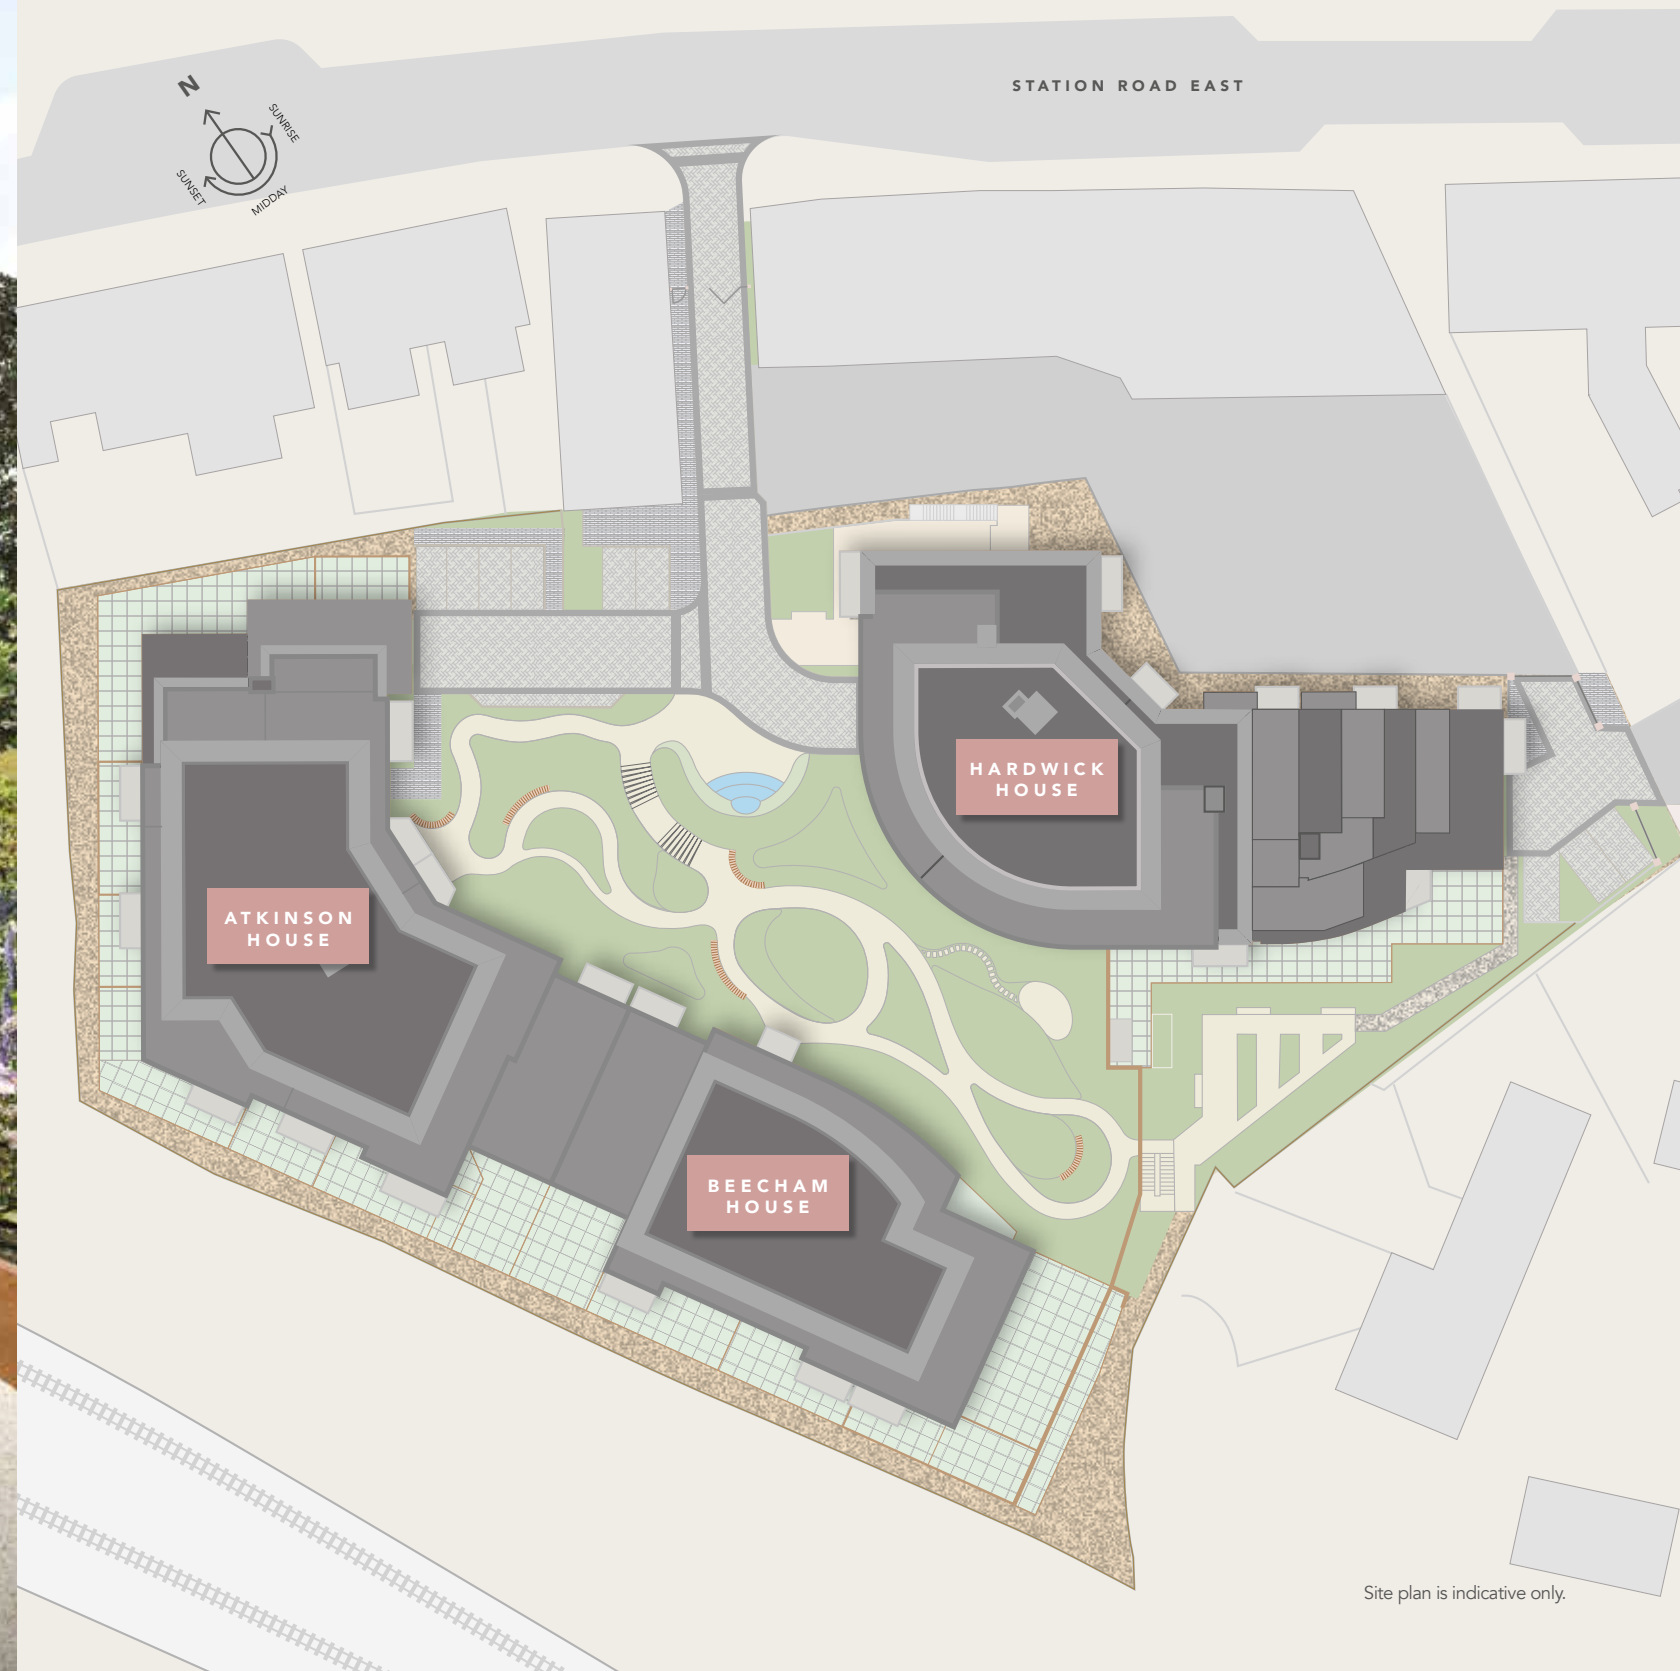 STATION ROAD EAST
N
SUNRISE
SUNSET
MIDDAY
HARDWICK
HOUSE
ATKINSON
HOUSE
BEECHAM
HOUSE
Site plan is indicative only.